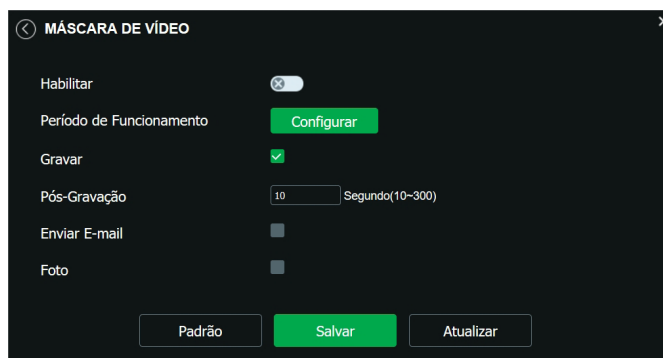 MÁSCARA DE VÍDEO
Habilitar
Período de Funcionamento Configurar
Gravar
Pós-Gravação 10 Segundo(10~300)
Enviar E-mail
Foto
Padrão Salvar Atualizar